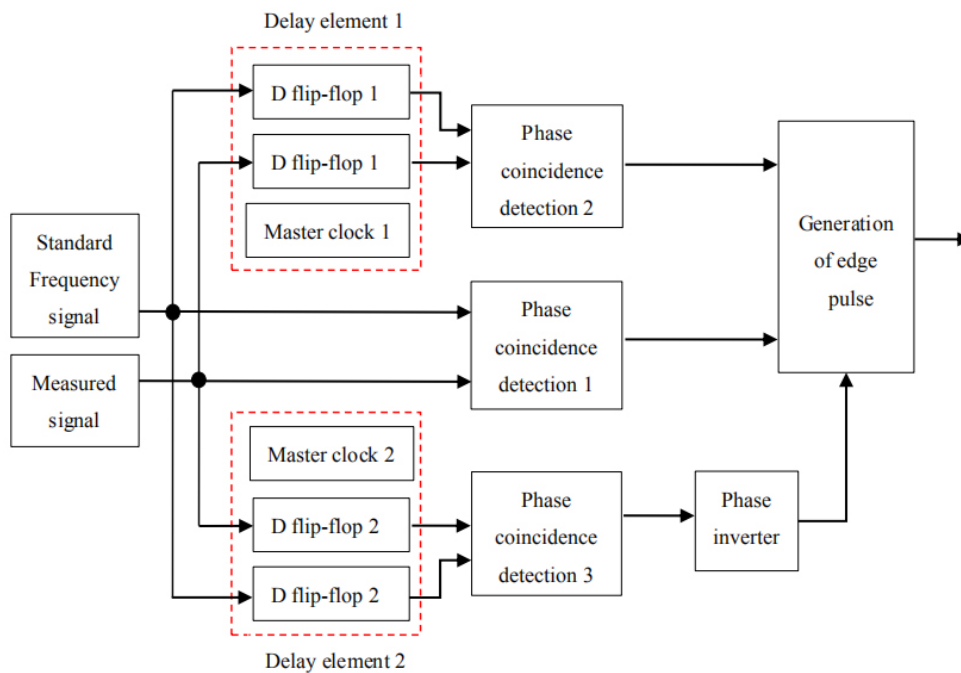 Delay element 1
D flip-flop 1
D flip-flop 1
Master clock 1
Phase
coincidence
detection 2
Standard
Frequency
signal
Measured
signal
Phase
coincidence
detection 1
Generation
of edge
pulse
Master clock 2
D flip-flop 2
D flip-flop 2
Phase
coincidence
detection 3
Phase
inverter
Delay element 2